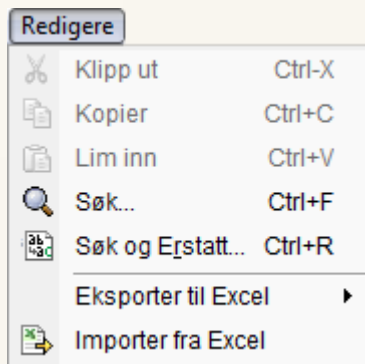 Redigere
Klipp ut Ctrl-X
Kopier Ctrl+C
Lim inn Ctrl+V
Søk... Ctrl+F
Søk og Erstatt... Ctrl+R
Eksporter til Excel
Importer fra Excel